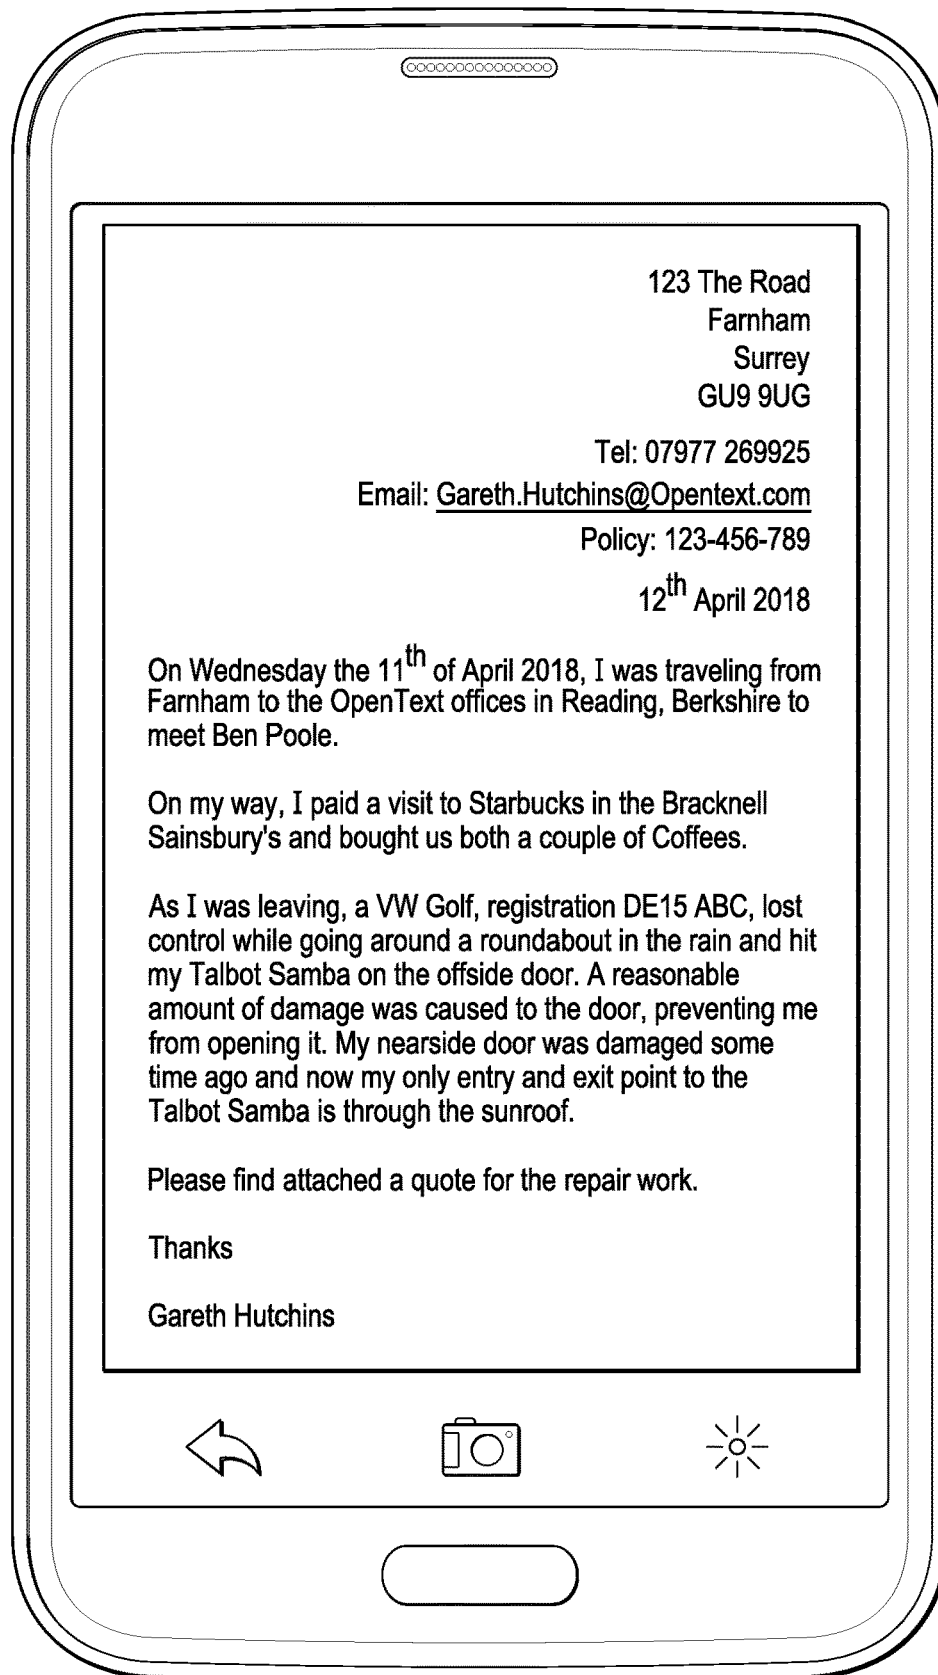 123 The Road
Farnham
Surrey
GU9 9UG
Tel: 07977 269925
Email: Gareth.Hutchins@Opentext.com
Policy: 123-456-789
12th April 2018
On Wednesday the 11th of April 2018, I was traveling from
Farnham to the OpenText offices in Reading, Berkshire to
meet Ben Poole.
On my way, I paid a visit to Starbucks in the Bracknell
Sainsbury's and bought us both a couple of Coffees.
As I was leaving, a VW Golf, registration DE15 ABC, lost
control while going around a roundabout in the rain and hit
my Talbot Samba on the offside door. A reasonable
amount of damage was caused to the door, preventing me
from opening it. My nearside door was damaged some
time ago and now my only entry and exit point to the
Talbot Samba is through the sunroof.
Please find attached a quote for the repair work.
Thanks
Gareth Hutchins